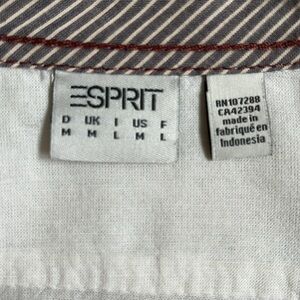 ESPRIT
D UK I US F
M M L M L
RN107288
CA42394
made in
fabriqué en
Indonesia